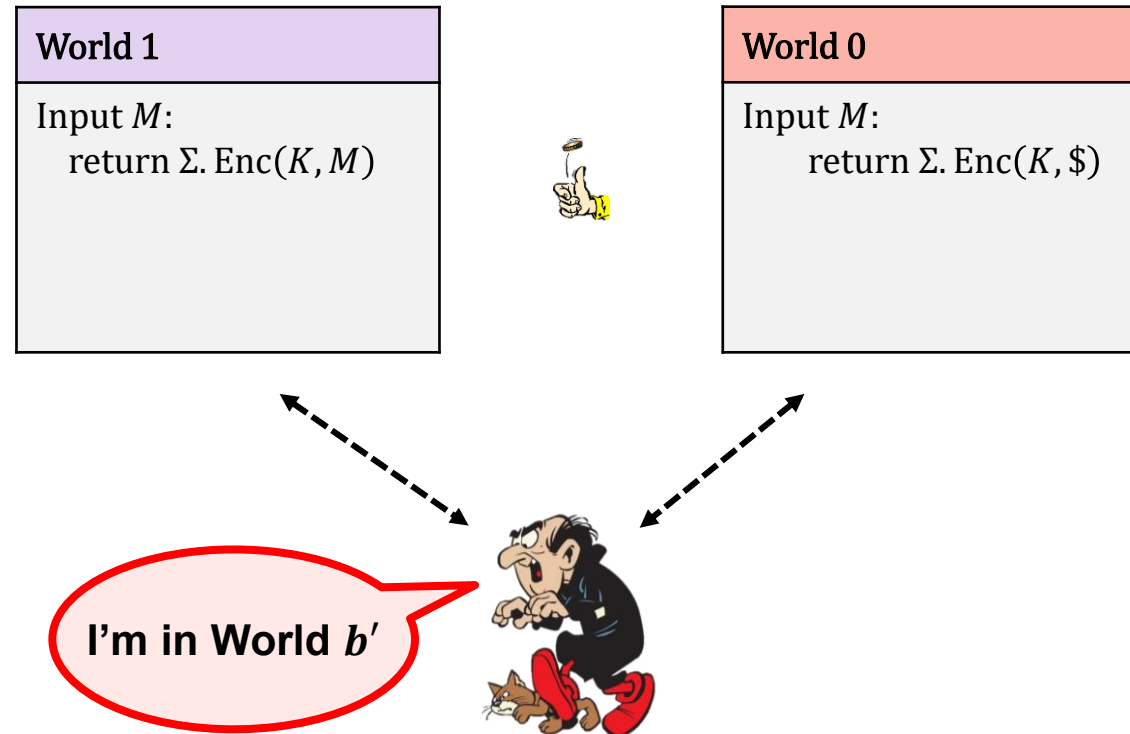 World 1
Input M:
return Σ. Enc(K, M)
World 0
Input M:
return Σ. Enc(K, $)
I'm in World b′